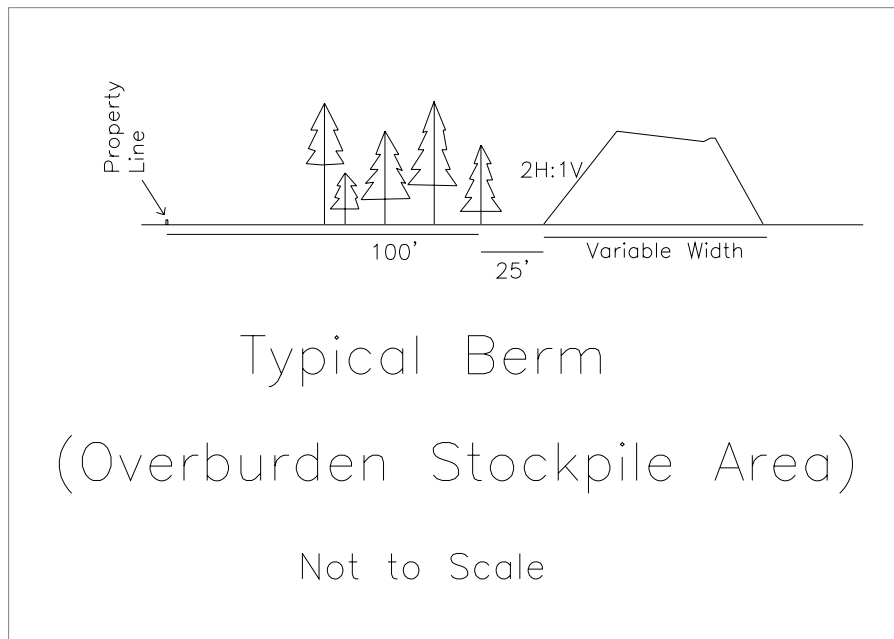 Property
Line
2H:1V
100'
25'
Variable Width
Typical Berm
(Overburden Stockpile Area)
Not to Scale